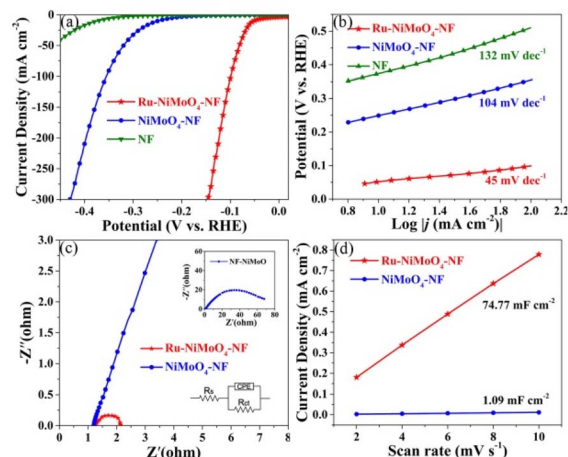 (a)
Current Density (mA cm⁻²)
0
-50
-100
-150
-200
-250
-300
Ru-NiMoO₄-NF
NiMoO₄-NF
NF
-0.4
-0.3
-0.2
-0.1
0.0
Potential (V vs. RHE)
(b)
Potential (V vs. RHE)
0.6
0.5
0.4
0.3
0.2
0.1
0.0
Ru-NiMoO₄-NF
NiMoO₄-NF
NF
132 mV dec⁻¹
104 mV dec⁻¹
45 mV dec⁻¹
0.8
1.0
1.2
1.4
1.6
1.8
2.0
2.2
Log |j (mA cm⁻²)|
(c)
-Z''(ohm)
3.0
2.5
2.0
1.5
1.0
0.5
0.0
60
40
20
0
NF-NiMoO
-Z''(ohm)
0
20
40
60
80
Z'(ohm)
Ru-NiMoO₄-NF
NiMoO₄-NF
Rs
CPE
Rct
0
1
2
3
4
5
6
7
8
Z'(ohm)
(d)
Current Density (mA cm⁻²)
1.0
0.8
0.6
0.4
0.2
0.0
Ru-NiMoO₄-NF
NiMoO₄-NF
74.77 mF cm⁻²
1.09 mF cm⁻²
2
4
6
8
10
Scan rate (mV s⁻¹)